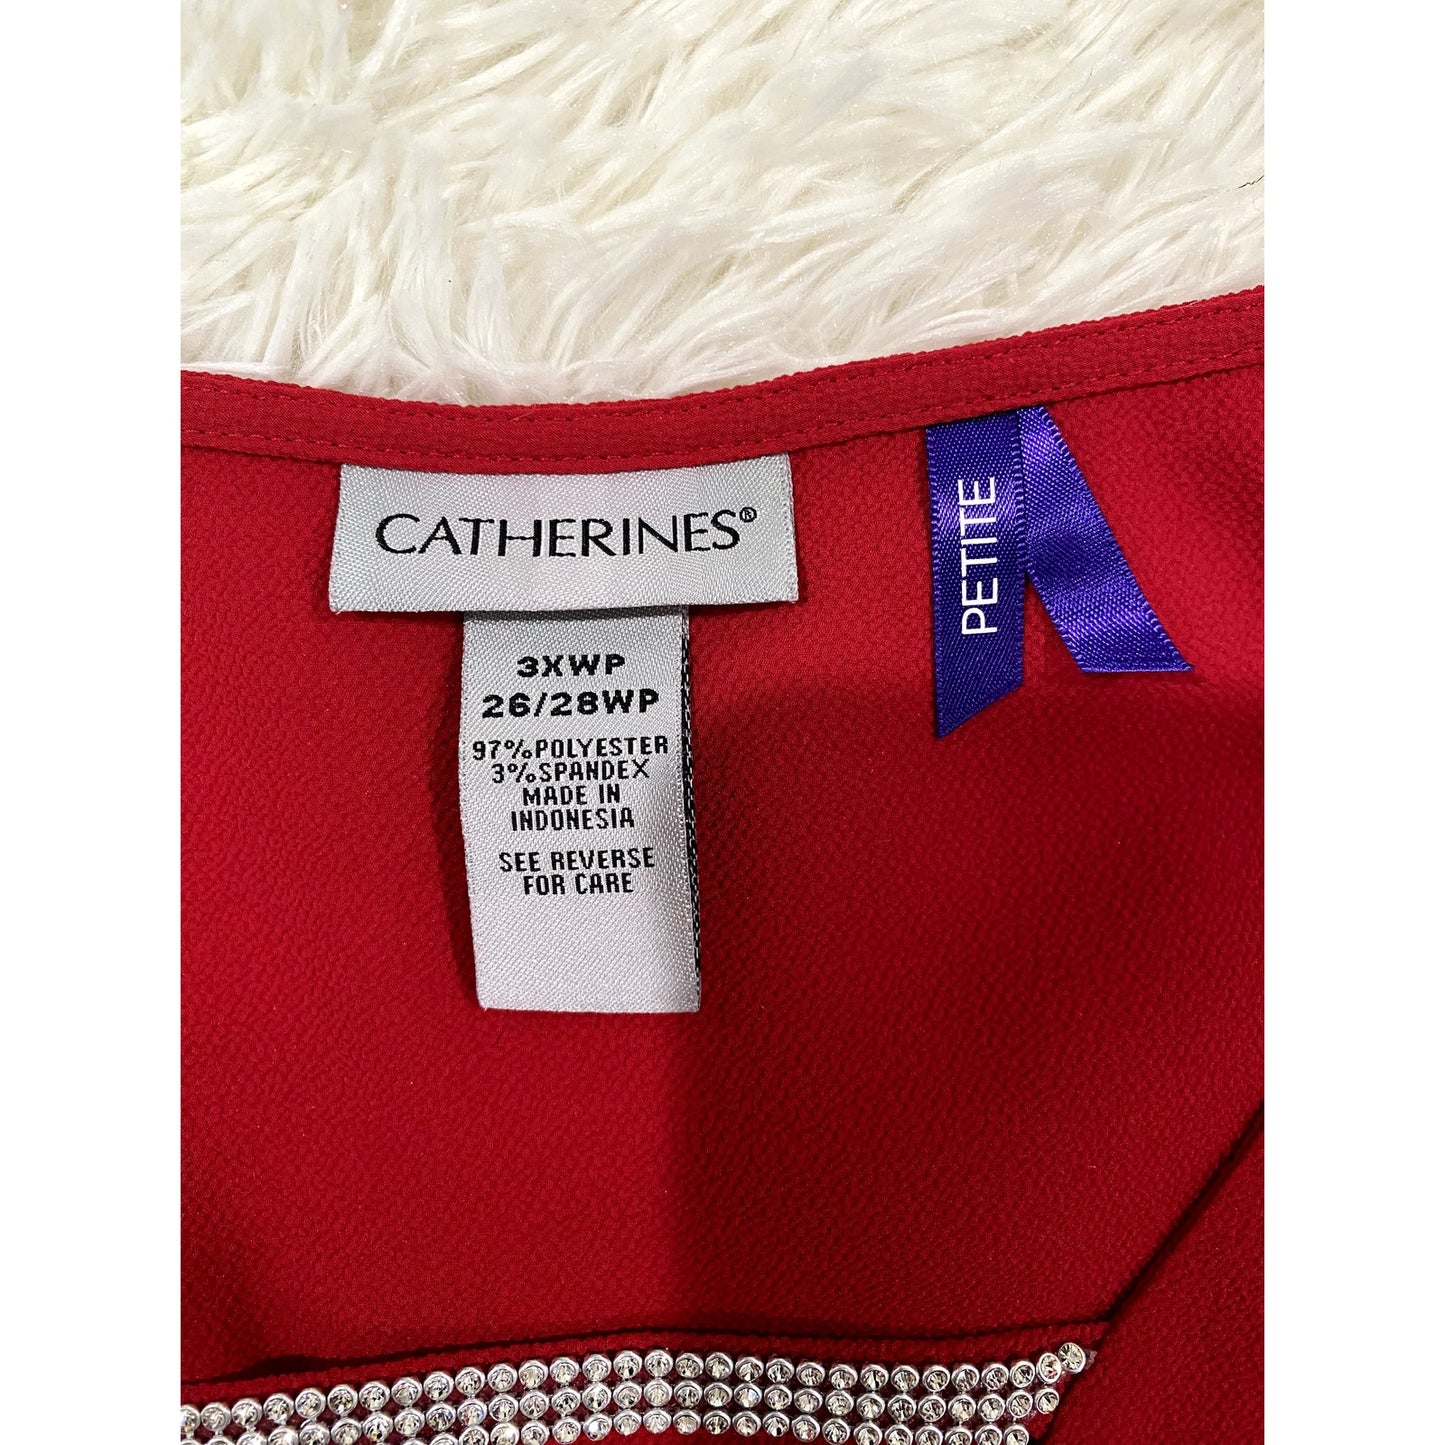 CATHERINES®
PETITE
3XWP
26/28WP
97%POLYESTER
3%SPANDEX
MADE IN
INDONESIA
SEE REVERSE
FOR CARE